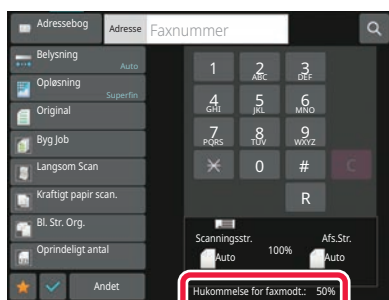 Adressebog
Adresse
Faxnummer
Belysning
Auto
Opløsning
Superfin
Original
Byg Job
Langsom Scan
Kraftigt papir scan.
Bl. Str. Org.
Oprindeligt antal
Andet
1
2
ABC
3
DEF
4
GHI
5
JKL
6
MNO
7
PQRS
8
TUV
9
WXYZ
0
#
C
R
Scanningsstr.
Auto
100%
Afs.Str.
Auto
Hukommelse for faxmodt.: 50%